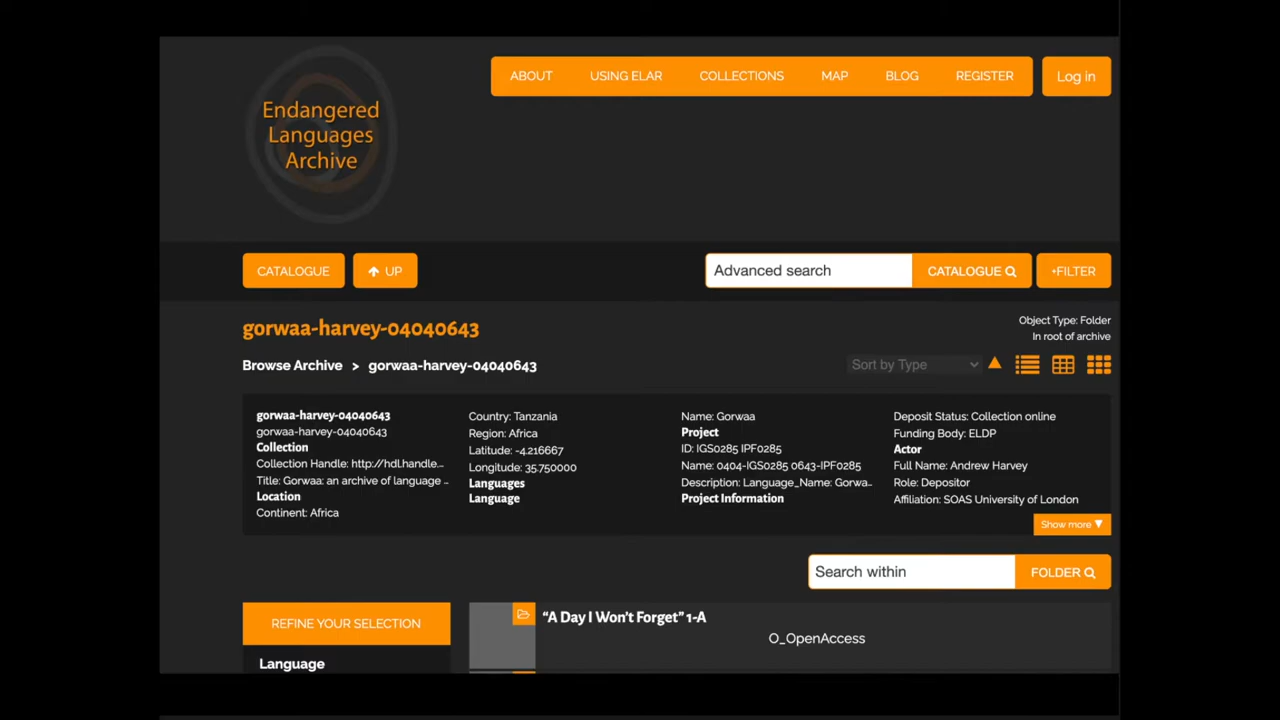 Endangered
Languages
Archive
ABOUT
USING ELAR
COLLECTIONS
MAP
BLOG
REGISTER
Log in
CATALOGUE
UP
Advanced search
CATALOGUE
+FILTER
gorwaa-harvey-04040643
Object Type: Folder
In root of archive
Browse Archive > gorwaa-harvey-04040643
Sort by Type
gorwaa-harvey-04040643
gorwaa-harvey-04040643
Collection
Collection Handle: http://hdl.handle...
Title: Gorwaa: an archive of language ...
Location
Continent: Africa
Country: Tanzania
Region: Africa
Latitude: -4.216667
Longitude: 35.750000
Languages
Language
Name: Gorwaa
Project
ID: IGS0285 IPF0285
Name: 0404-IGS0285 0643-IPF0285
Description: Language_Name: Gorwa...
Project Information
Deposit Status: Collection online
Funding Body: ELDP
Actor
Full Name: Andrew Harvey
Role: Depositor
Affiliation: SOAS University of London
Show more ▼
Search within
FOLDER
REFINE YOUR SELECTION
Language
“A Day I Won’t Forget” 1-A
O_OpenAccess